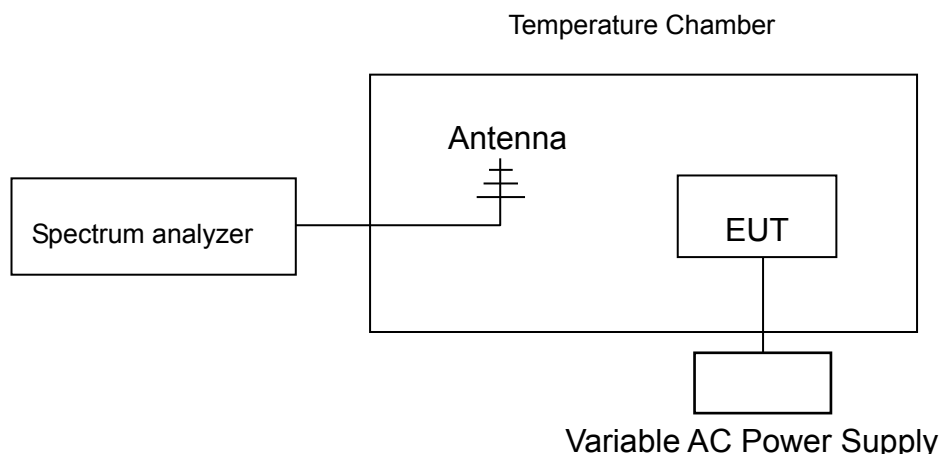 Temperature Chamber
Antenna
Spectrum analyzer
EUT
Variable AC Power Supply